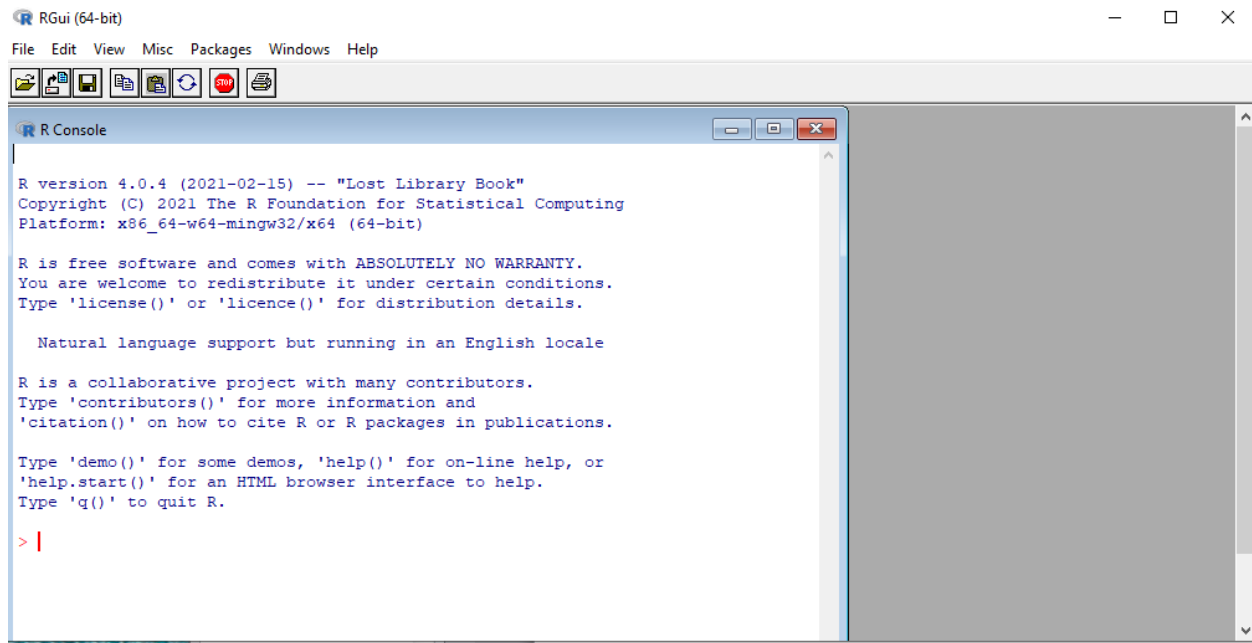 RGui (64-bit)
File Edit View Misc Packages Windows Help
STOP
R Console
R version 4.0.4 (2021-02-15) -- "Lost Library Book"
Copyright (C) 2021 The R Foundation for Statistical Computing
Platform: x86_64-w64-mingw32/x64 (64-bit)
R is free software and comes with ABSOLUTELY NO WARRANTY.
You are welcome to redistribute it under certain conditions.
Type 'license()' or 'licence()' for distribution details.
Natural language support but running in an English locale
R is a collaborative project with many contributors.
Type 'contributors()' for more information and
'citation()' on how to cite R or R packages in publications.
Type 'demo()' for some demos, 'help()' for on-line help, or
'help.start()' for an HTML browser interface to help.
Type 'q()' to quit R.
>